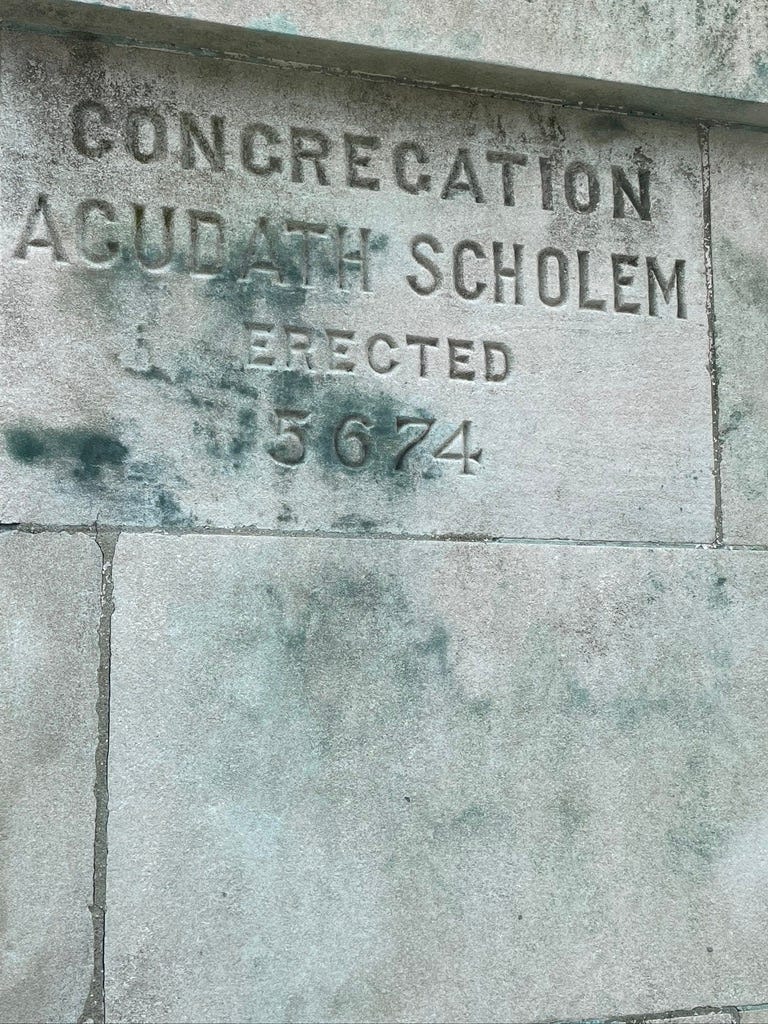 CONGREGATION
AGUDATH SCHOLEM
ERECTED
5674